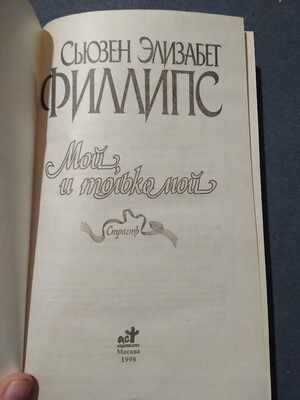 СЬЮЗЕН ЭЛИЗАБЕТ
ФИЛЛИПС
Мой,
и только мой
Страсть
аст
ИЗДАТЕЛЬСТВО
Москва
1998